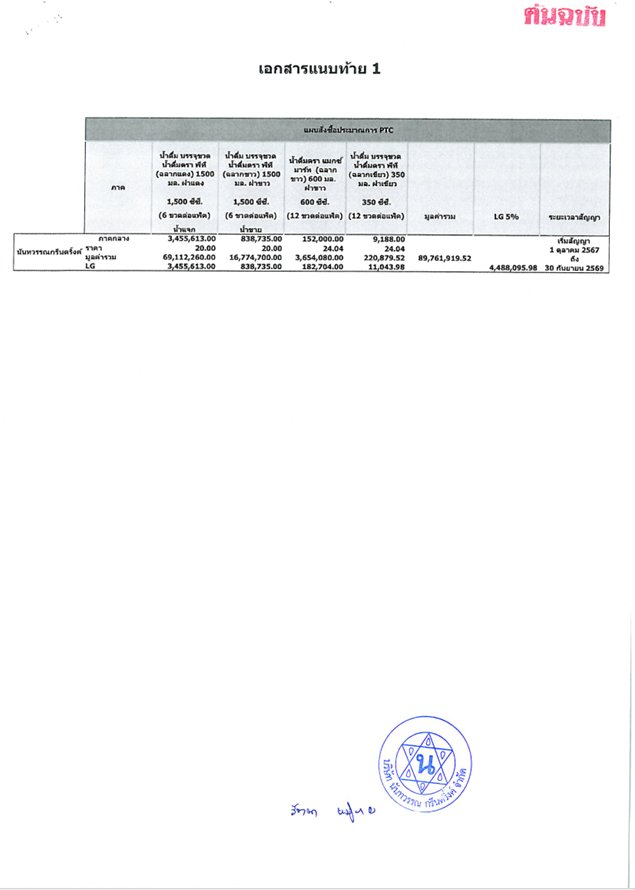 ต้นฉบับ
เอกสารแนบท้าย 1
แผนสั่งซื้อประมาณการ PTC
ภาค
น้ำดื่ม บรรจุขวด น้ำดื่มตรา พีที (ฉลากแดง) 1500 มล. ฝาแดง
น้ำดื่ม บรรจุขวด น้ำดื่มตรา พีที (ฉลากขาว) 1500 มล. ฝาขาว
น้ำดื่มตรา แมกซ์ มาร์ท (ฉลากขาว) 600 มล. ฝาขาว
น้ำดื่ม บรรจุขวด น้ำดื่มตรา พีที (ฉลากเขียว) 350 มล. ฝาเขียว
1,500 ซีซี. 1,500 ซีซี. 600 ซีซี. 350 ซีซี.
(6 ขวดต่อแพ็ค) (6 ขวดต่อแพ็ค) (12 ขวดต่อแพ็ค) (12 ขวดต่อแพ็ค) มูลค่ารวม LG 5% ระยะเวลาสัญญา
น้ำแจก น้ำขาย
นันทวรรณกรีนดริ้งค์
ภาคกลาง 3,455,613.00 838,735.00 152,000.00 9,188.00
ราคา 20.00 20.00 24.04 24.04
มูลค่ารวม 69,112,260.00 16,774,700.00 3,654,080.00 220,879.52 89,761,919.52
LG 3,455,613.00 838,735.00 182,704.00 11,043.98 4,488,095.98
เริ่มสัญญา
1 ตุลาคม 2567
ถึง
30 กันยายน 2569
น
บริษัท นันทวรรณ กรีนดริ้งค์ จำกัด